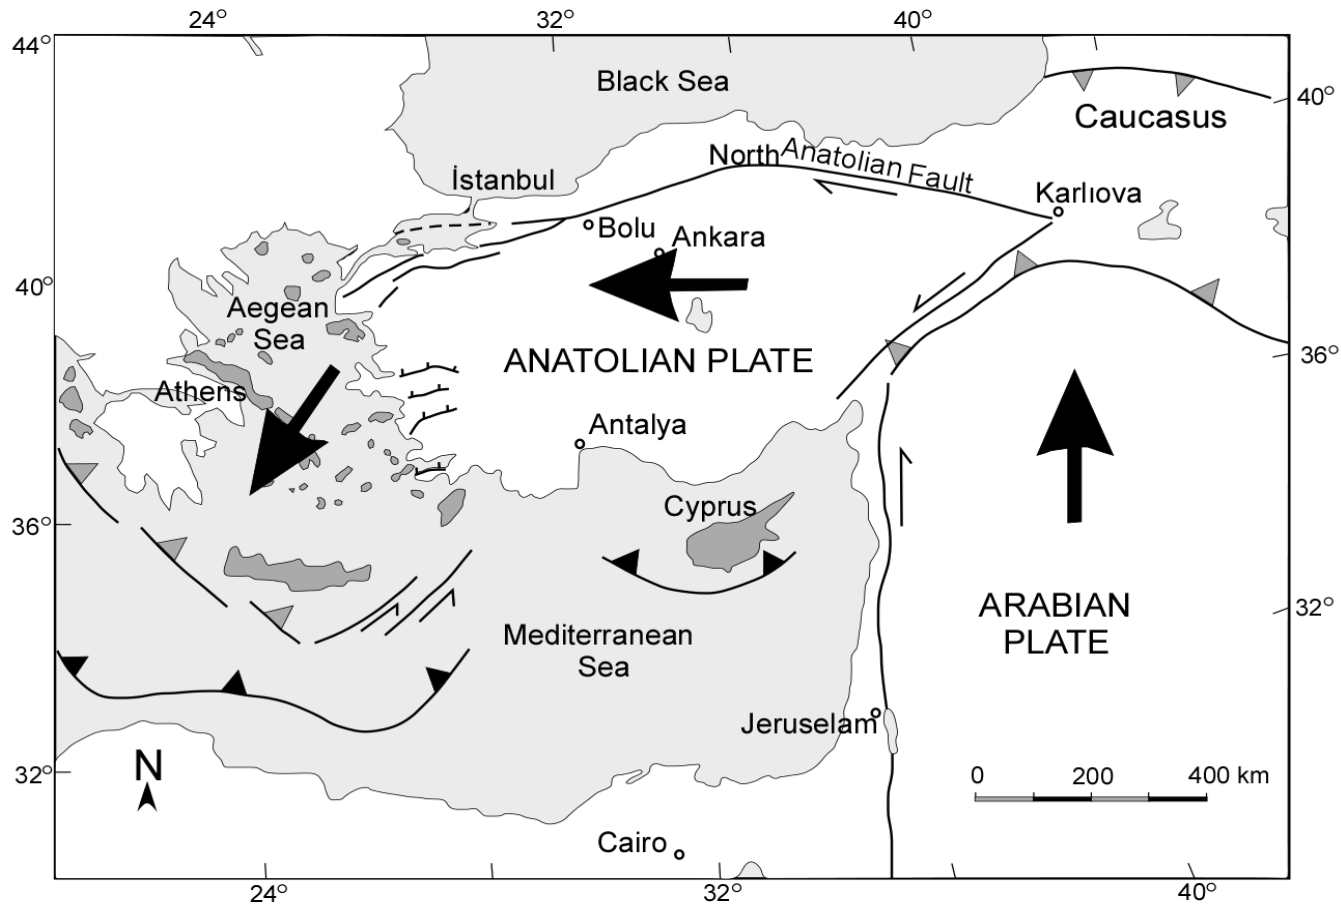 24° 32° 40°
44°
Black Sea
40°
Caucasus
North Anatolian Fault
İstanbul
Karlıova
Bolu
Ankara
40°
Aegean
Sea
36°
ANATOLIAN PLATE
Athens
Antalya
Cyprus
36°
ARABIAN
PLATE
32°
Mediterranean
Sea
Jeruselam
N
32°
0 200 400 km
Cairo
24° 32° 40°